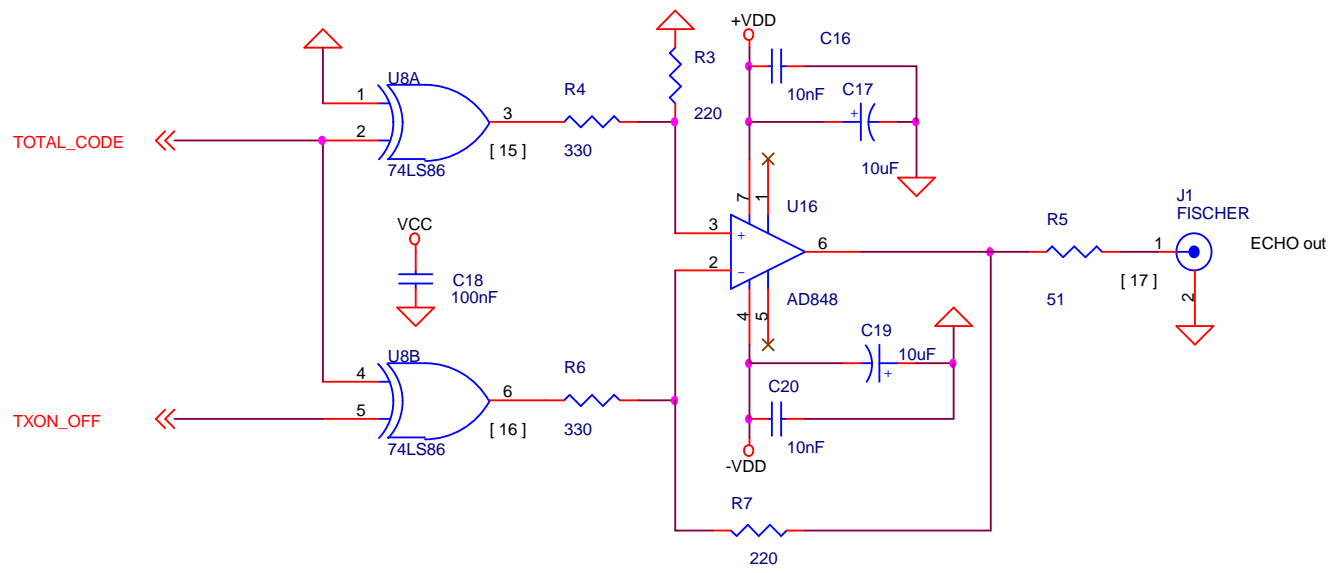 +VDD
C16
R3
U8A
C17
R4
10nF
1
3
220
TOTAL_CODE
2
+
[ 15 ]
330
10uF
74LS86
7
1
U16
J1
FISCHER
VCC
3
+
R5
6
1
ECHO out
C18
2
−
[ 17 ]
100nF
AD848
51
2
4
5
C19
U8B
10uF
R6
4
+
C20
6
TXON_OFF
5
[ 16 ]
330
10nF
74LS86
-VDD
R7
220